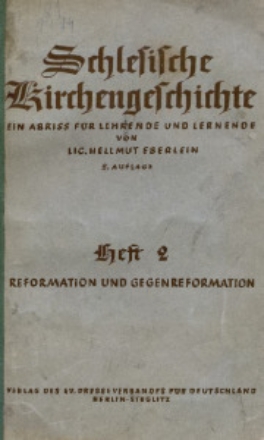 Schlesische
Kirchengeschichte
EIN ABRISS FÜR LEHRENDE UND LERNENDE
VON
LIC. HELLMUT EBERLEIN
2. AUFLAGE
Heft 2
REFORMATION UND GEGENREFORMATION
VERLAG DES EV. PRESSEVERBANDES FÜR DEUTSCHLAND
BERLIN-STEGLITZ